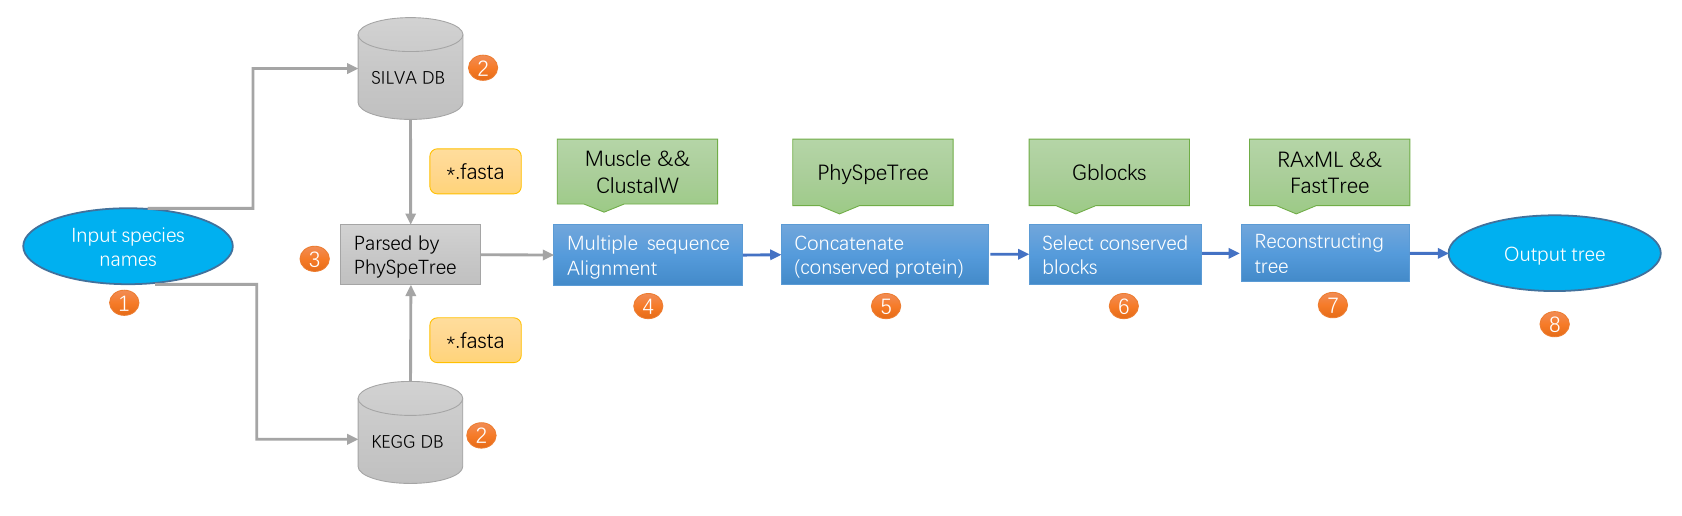 SILVA DB
2
*.fasta
Muscle &&
ClustalW
PhySpeTree
Gblocks
RAxML &&
FastTree
Input species
names
1
3
Parsed by
PhySpeTree
Multiple sequence
Alignment
4
Concatenate
(conserved protein)
5
Select conserved
blocks
6
Reconstructing
tree
7
Output tree
8
*.fasta
KEGG DB
2